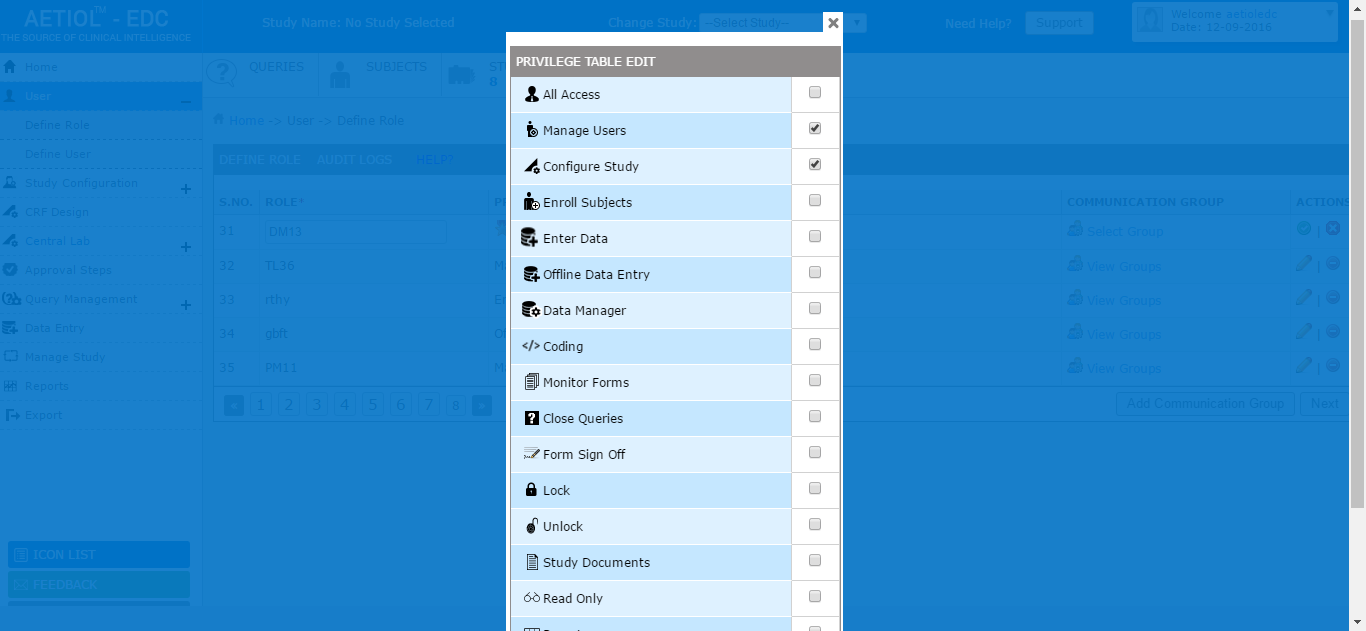 AETIOL™ - EDC
THE SOURCE OF CLINICAL INTELLIGENCE
Study Name: No Study Selected
Change Study: --Select Study--
Need Help? Support
Welcome aetioledc
Date: 12-09-2016
Home
User
Define Role
Define User
Study Configuration
CRF Design
Central Lab
Approval Steps
Query Management
Data Entry
Manage Study
Reports
Export
ICON LIST
FEEDBACK
QUERIES
SUBJECTS
8
Home -> User -> Define Role
DEFINE ROLE AUDIT LOGS HELP?
S.NO. ROLE* COMMUNICATION GROUP ACTIONS
31 DM13 Select Group |
32 TL36 View Groups |
33 rthy View Groups |
34 gbft View Groups |
35 PM11 View Groups |
« 1 2 3 4 5 6 7 8 »
Add Communication Group Next
PRIVILEGE TABLE EDIT
All Access
Manage Users
Configure Study
Enroll Subjects
Enter Data
Offline Data Entry
Data Manager
</> Coding
Monitor Forms
Close Queries
Form Sign Off
Lock
Unlock
Study Documents
Read Only